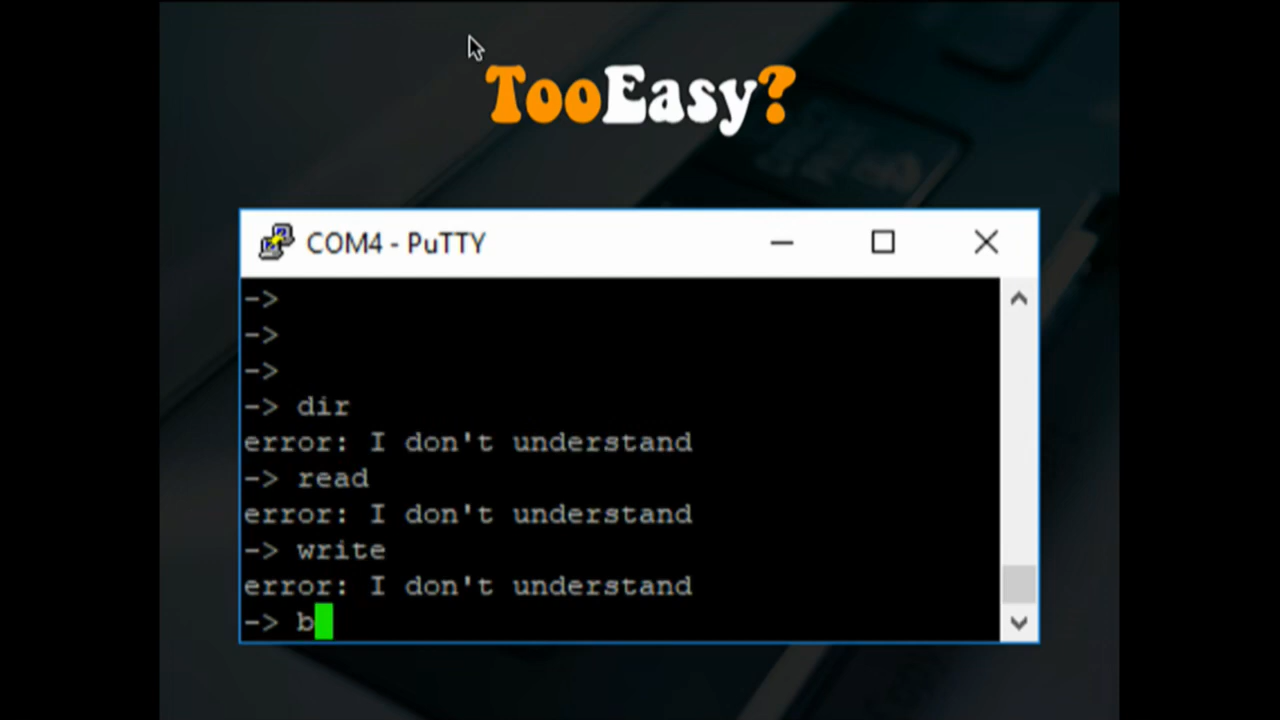 TooEasy?
COM4 - PuTTY
->
->
->
-> dir
error: I don't understand
-> read
error: I don't understand
-> write
error: I don't understand
-> b